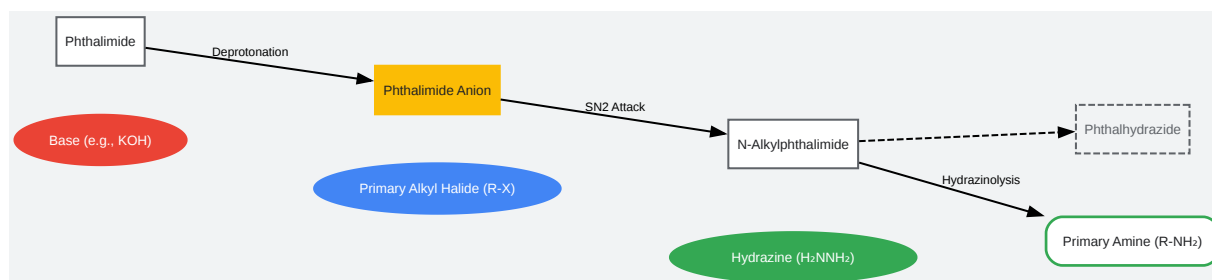 Phthalimide
Deprotonation
Phthalimide Anion
Base (e.g., KOH)
SN2 Attack
Primary Alkyl Halide (R-X)
N-Alkylphthalimide
Phthalhydrazide
Hydrazinolysis
Hydrazine (H₂NNH₂)
Primary Amine (R-NH₂)